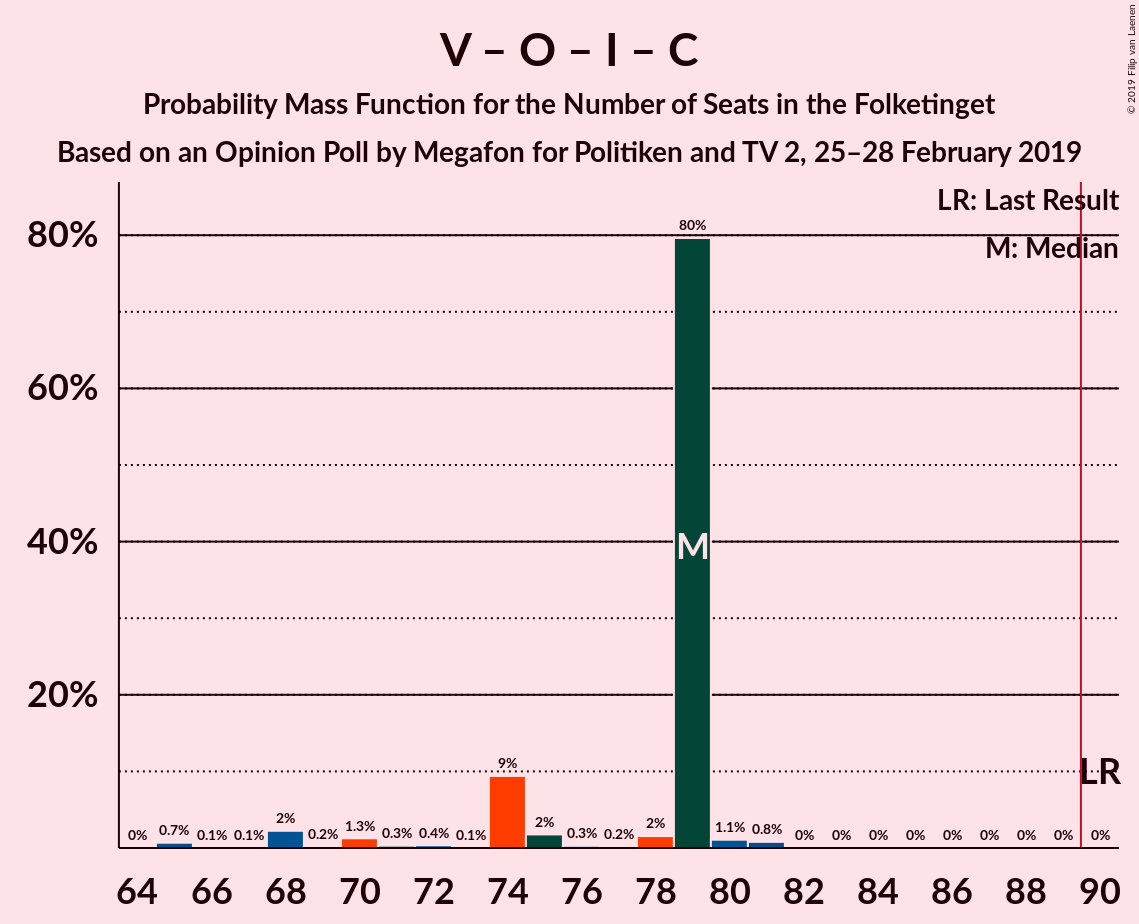 V – O – I – C
Probability Mass Function for the Number of Seats in the Folketinget
Based on an Opinion Poll by Megafon for Politiken and TV 2, 25–28 February 2019
© 2019 Filip van Laenen
LR: Last Result
M: Median
80%
60%
40%
20%
0% 0.7% 0.1% 0.1% 2% 0.2% 1.3% 0.3% 0.4% 0.1% 9% 2% 0.3% 0.2% 2% 80% 1.1% 0.8% 0% 0% 0% 0% 0% 0% 0% 0% 0%
M
LR
64 66 68 70 72 74 76 78 80 82 84 86 88 90